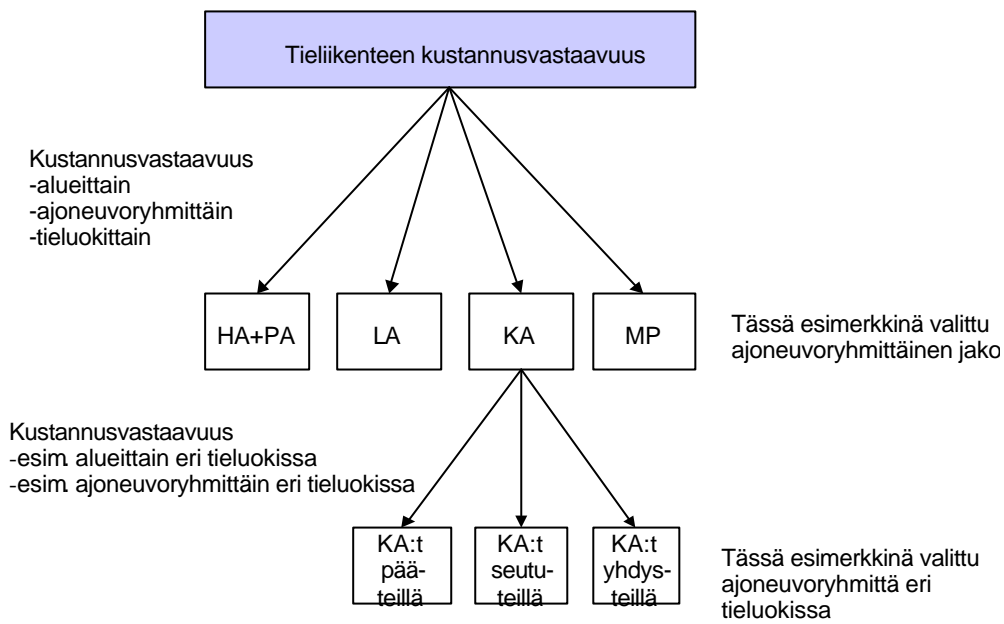 Tieliikenteen kustannusvastaavuus
Kustannusvastaavuus
-alueittain
-ajoneuvoryhmittäin
-tieluokittain
HA+PA
LA
KA
MP
Tässä esimerkkinä valittu
ajoneuvoryhmittäinen jako
Kustannusvastaavuus
-esim. alueittain eri tieluokissa
-esim. ajoneuvoryhmittäin eri tieluokissa
KA:t
pää-
teillä
KA:t
seutu-
teillä
KA:t
yhdys-
teillä
Tässä esimerkkinä valittu
ajoneuvoryhmittä eri
tieluokissa